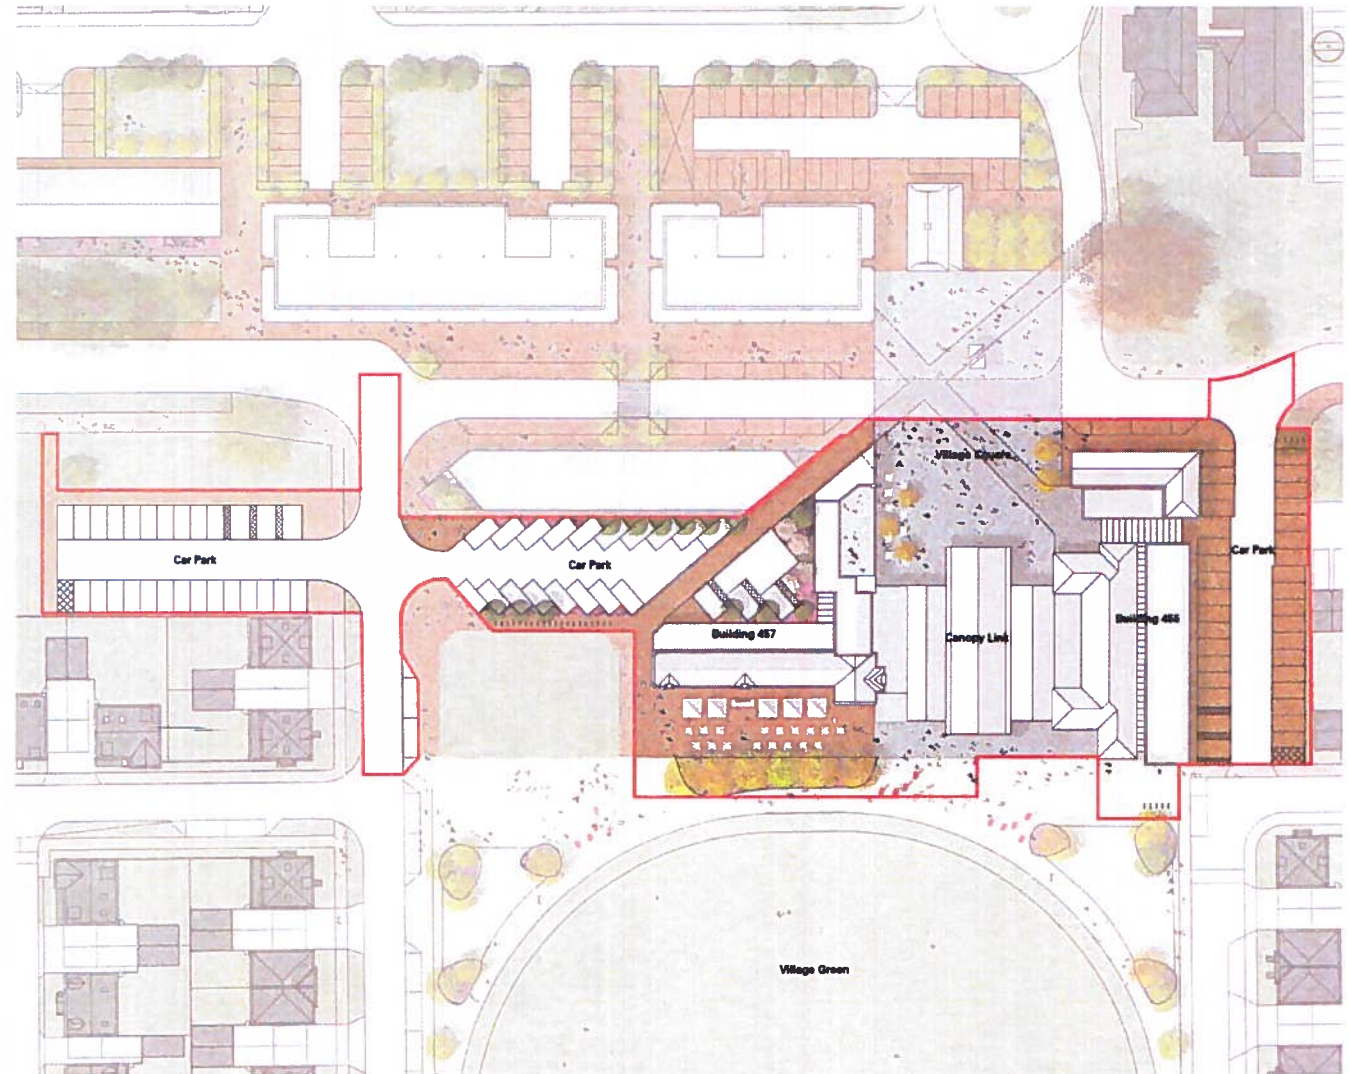 Village Square
Car Park
Car Park
Car Park
Building 457
Canopy Link
Building 455
Village Green